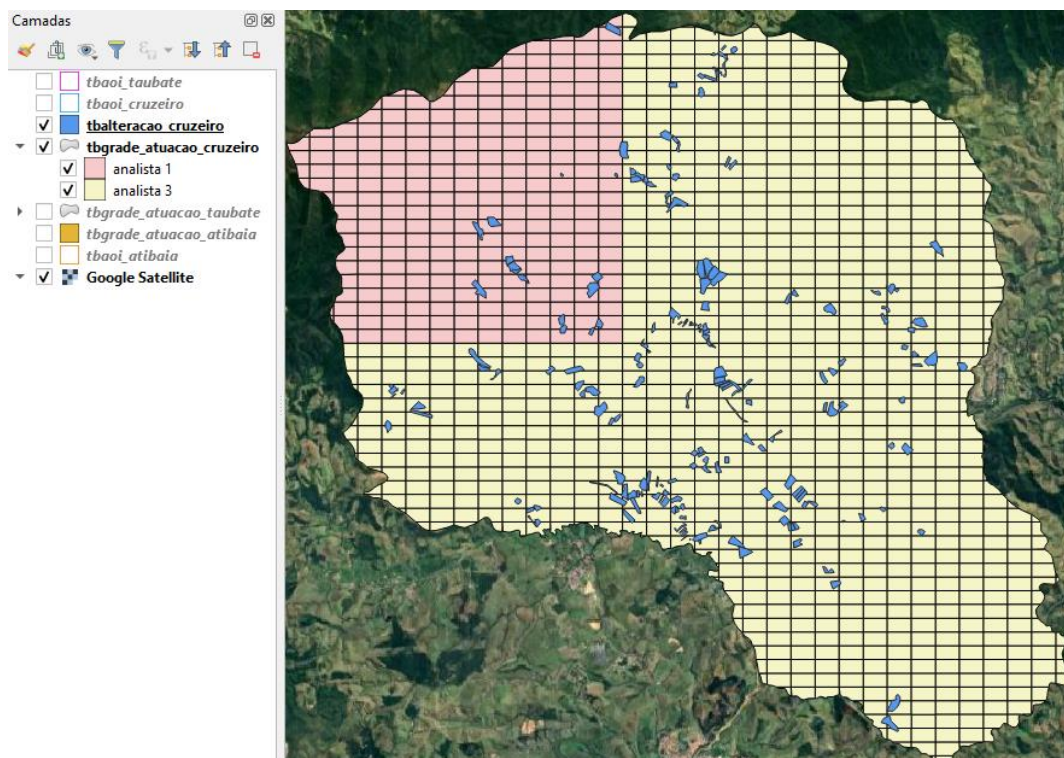 Camadas
tbaoi_taubate
tbaoi_cruzeiro
tbalteracao_cruzeiro
tbgrade_atuacao_cruzeiro
analista 1
analista 3
tbgrade_atuacao_taubate
tbgrade_atuacao_atibaia
tbaoi_atibaia
Google Satellite